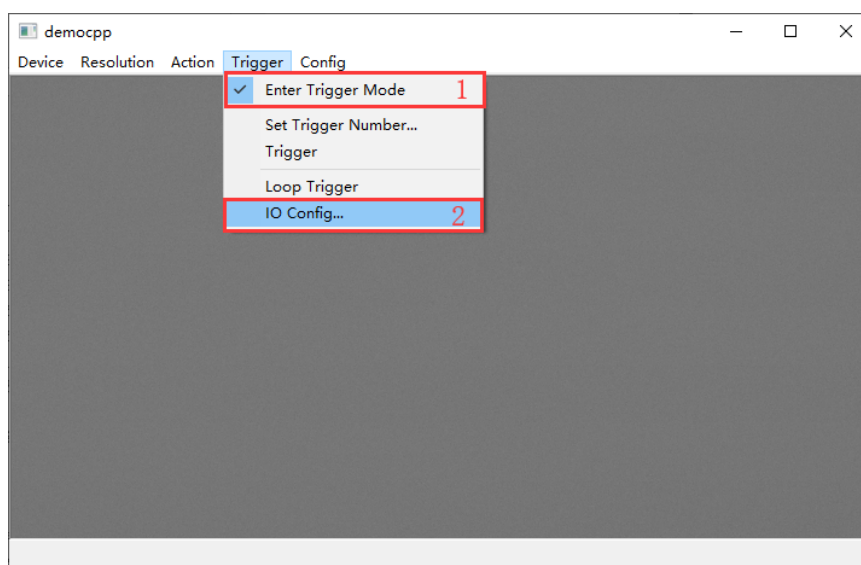 democpp
Device Resolution Action Trigger Config
Enter Trigger Mode 1
Set Trigger Number...
Trigger
Loop Trigger
IO Config... 2